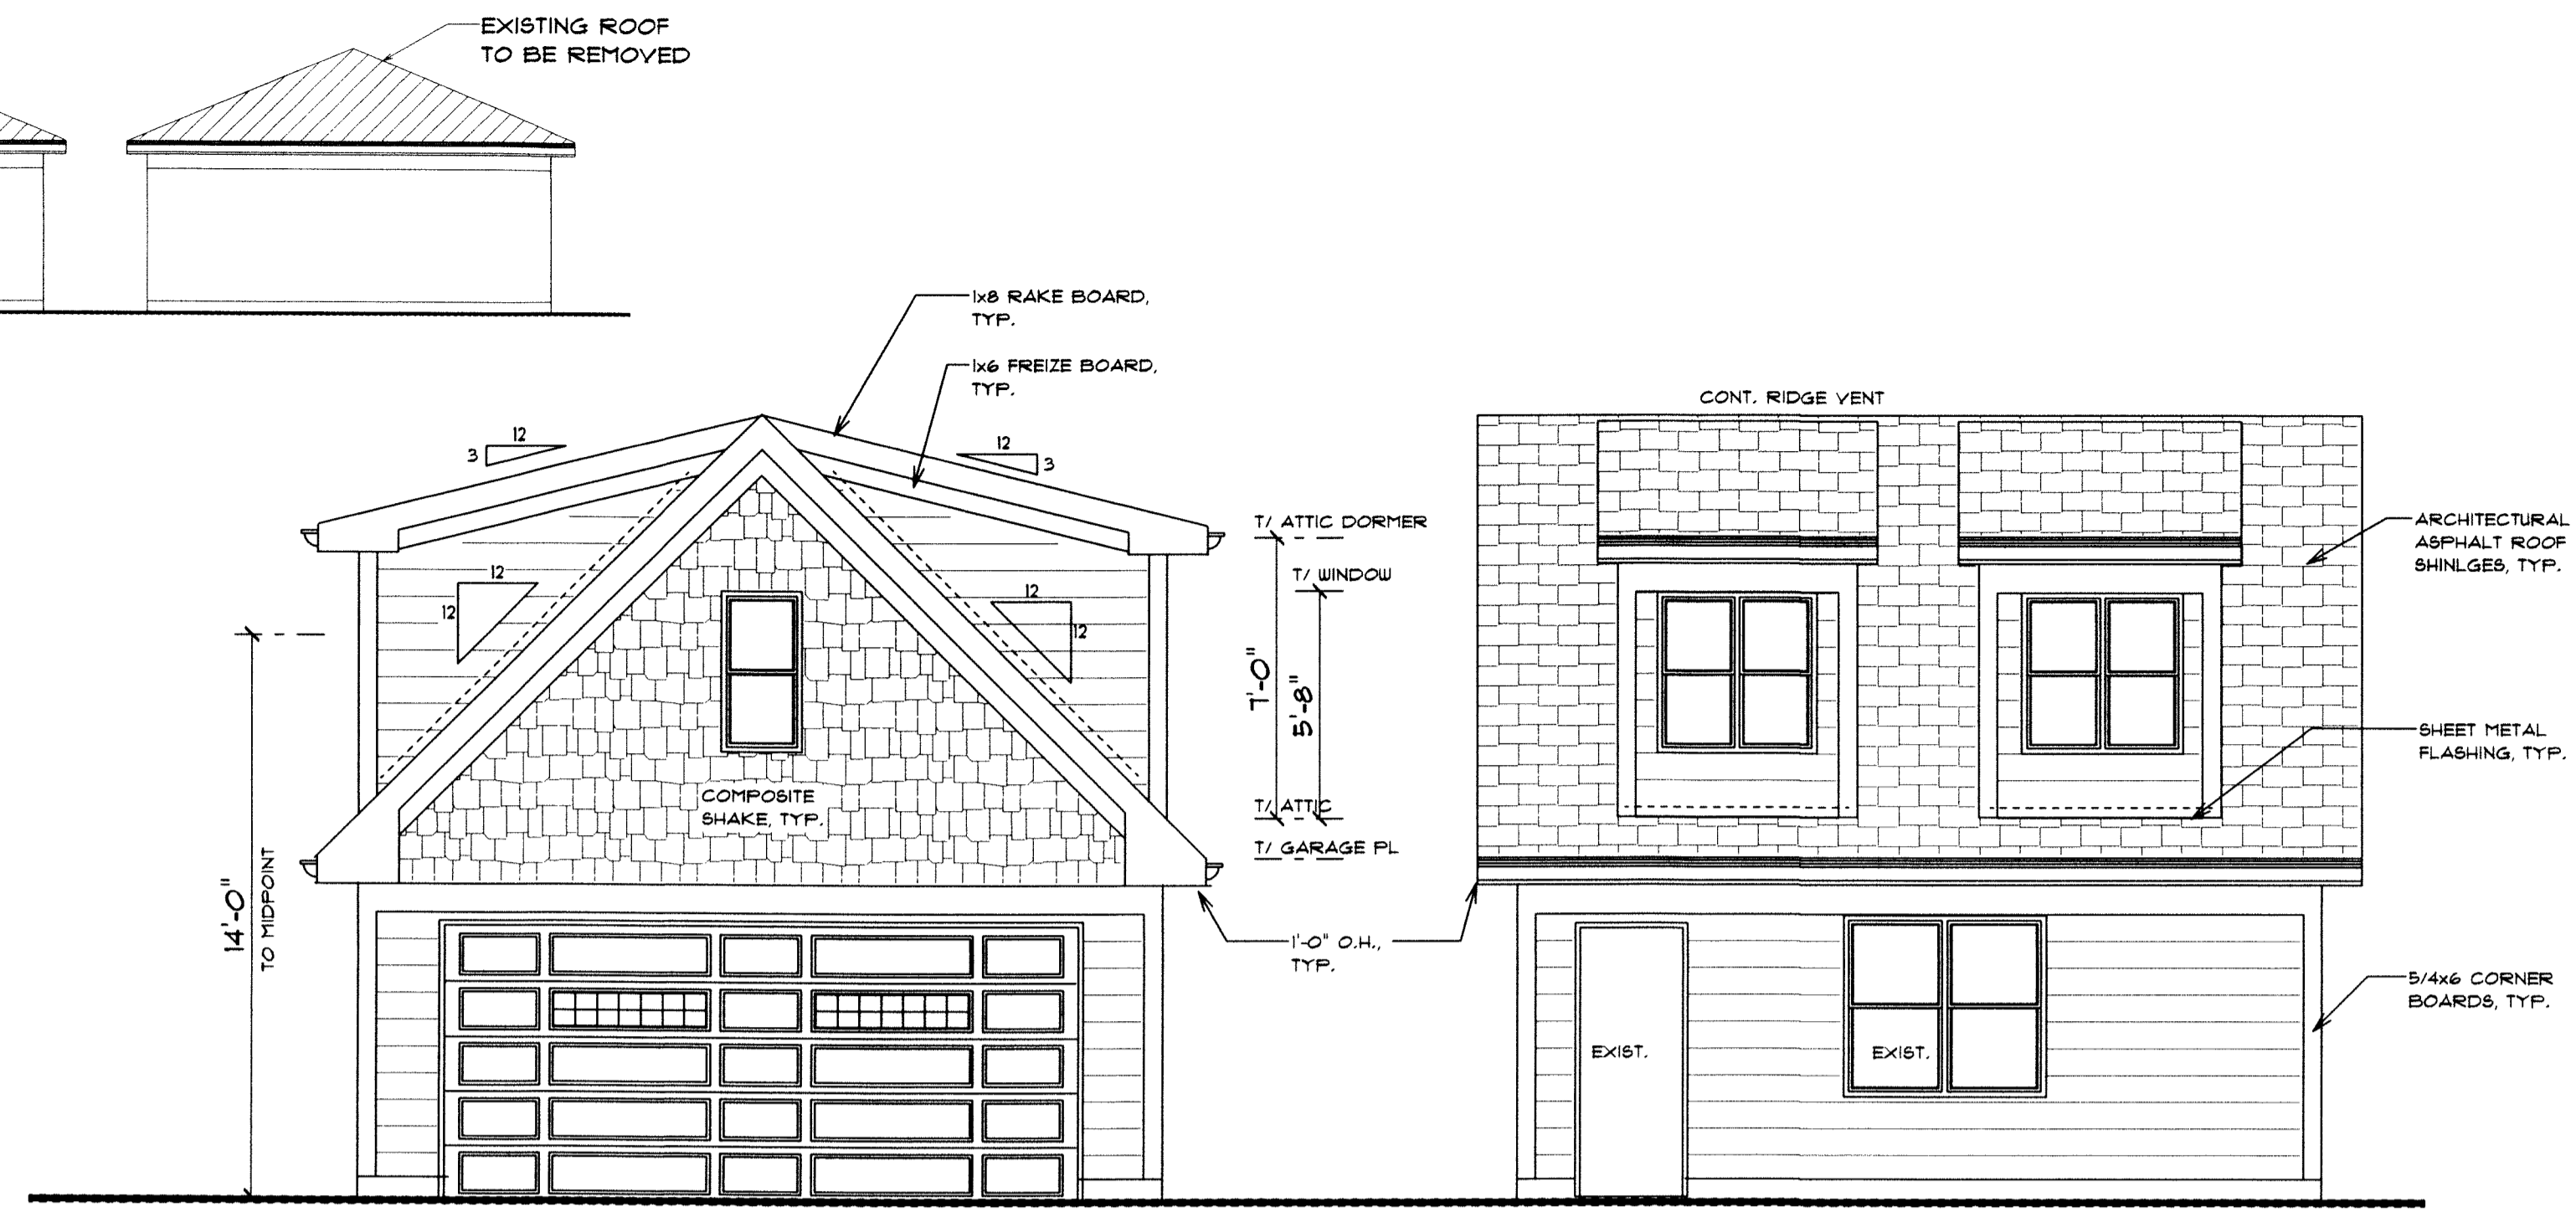 EXISTING ROOF
TO BE REMOVED
1x8 RAKE BOARD,
TYP.
1x6 FREIZE BOARD,
TYP.
12
3
12
3
12
12
12
12
COMPOSITE
SHAKE, TYP.
14'-0"
TO MIDPOINT
T/ ATTIC DORMER
T/ WINDOW
7'-0"
5'-8"
T/ ATTIC
T/ GARAGE PL
1'-0" O.H.,
TYP.
CONT. RIDGE VENT
ARCHITECTURAL
ASPHALT ROOF
SHINLGES, TYP.
SHEET METAL
FLASHING, TYP.
5/4x6 CORNER
BOARDS, TYP.
EXIST.
EXIST.